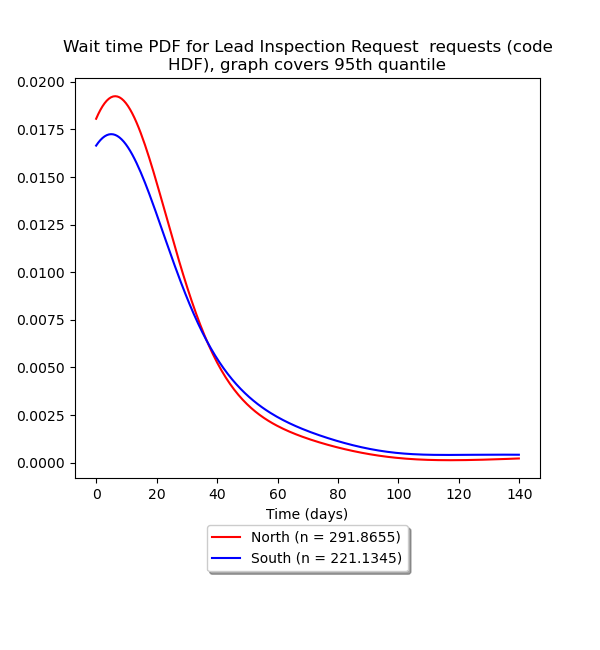 Wait time PDF for Lead Inspection Request  requests (code
HDF), graph covers 95th quantile
0.0200
0.0175
0.0150
0.0125
0.0100
0.0075
0.0050
0.0025
0.0000
0 20 40 60 80 100 120 140
Time (days)
North (n = 291.8655)
South (n = 221.1345)